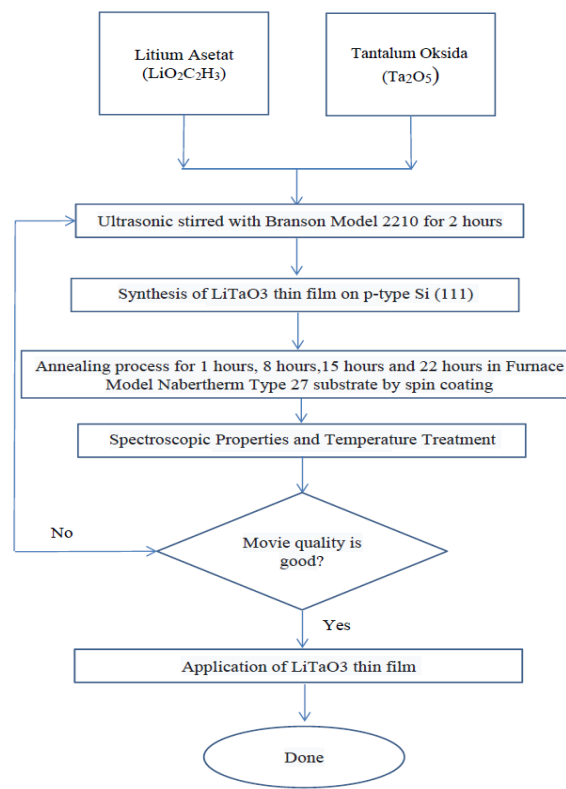 Litium Asetat
(LiO₂C₂H₃)
Tantalum Oksida
(Ta₂O₅)
Ultrasonic stirred with Branson Model 2210 for 2 hours
Synthesis of LiTaO3 thin film on p-type Si (111)
Annealing process for 1 hours, 8 hours,15 hours and 22 hours in Furnace
Model Nabertherm Type 27 substrate by spin coating
Spectroscopic Properties and Temperature Treatment
No
Movie quality is
good?
Yes
Application of LiTaO3 thin film
Done